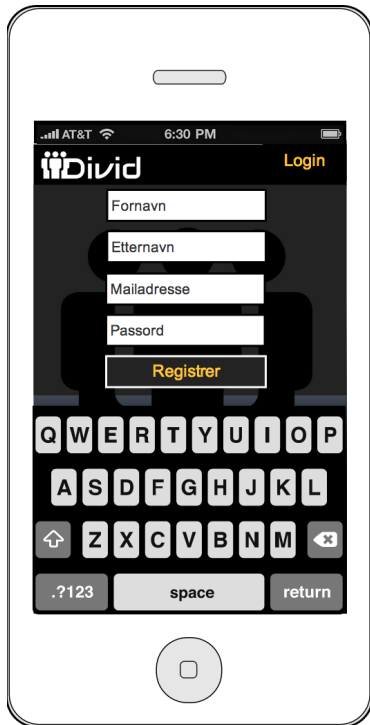 AT&T 6:30 PM
Divid
Login
Fornavn
Etternavn
Mailadresse
Passord
Registrer
Q W E R T Y U I O P
A S D F G H J K L
Z X C V B N M
.?123 space return